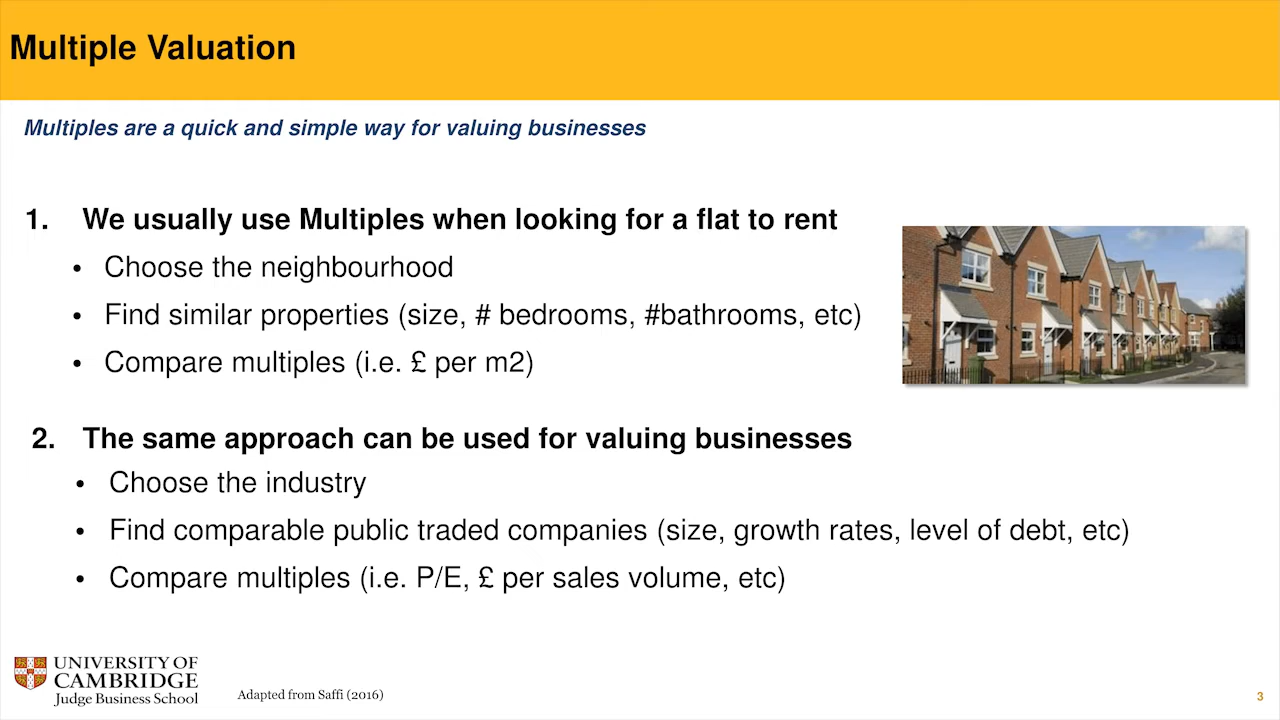 Multiple Valuation
Multiples are a quick and simple way for valuing businesses
1. We usually use Multiples when looking for a flat to rent
• Choose the neighbourhood
• Find similar properties (size, # bedrooms, #bathrooms, etc)
• Compare multiples (i.e. £ per m2)
2. The same approach can be used for valuing businesses
• Choose the industry
• Find comparable public traded companies (size, growth rates, level of debt, etc)
• Compare multiples (i.e. P/E, £ per sales volume, etc)
UNIVERSITY OF
CAMBRIDGE
Judge Business School
Adapted from Saffi (2016)
3